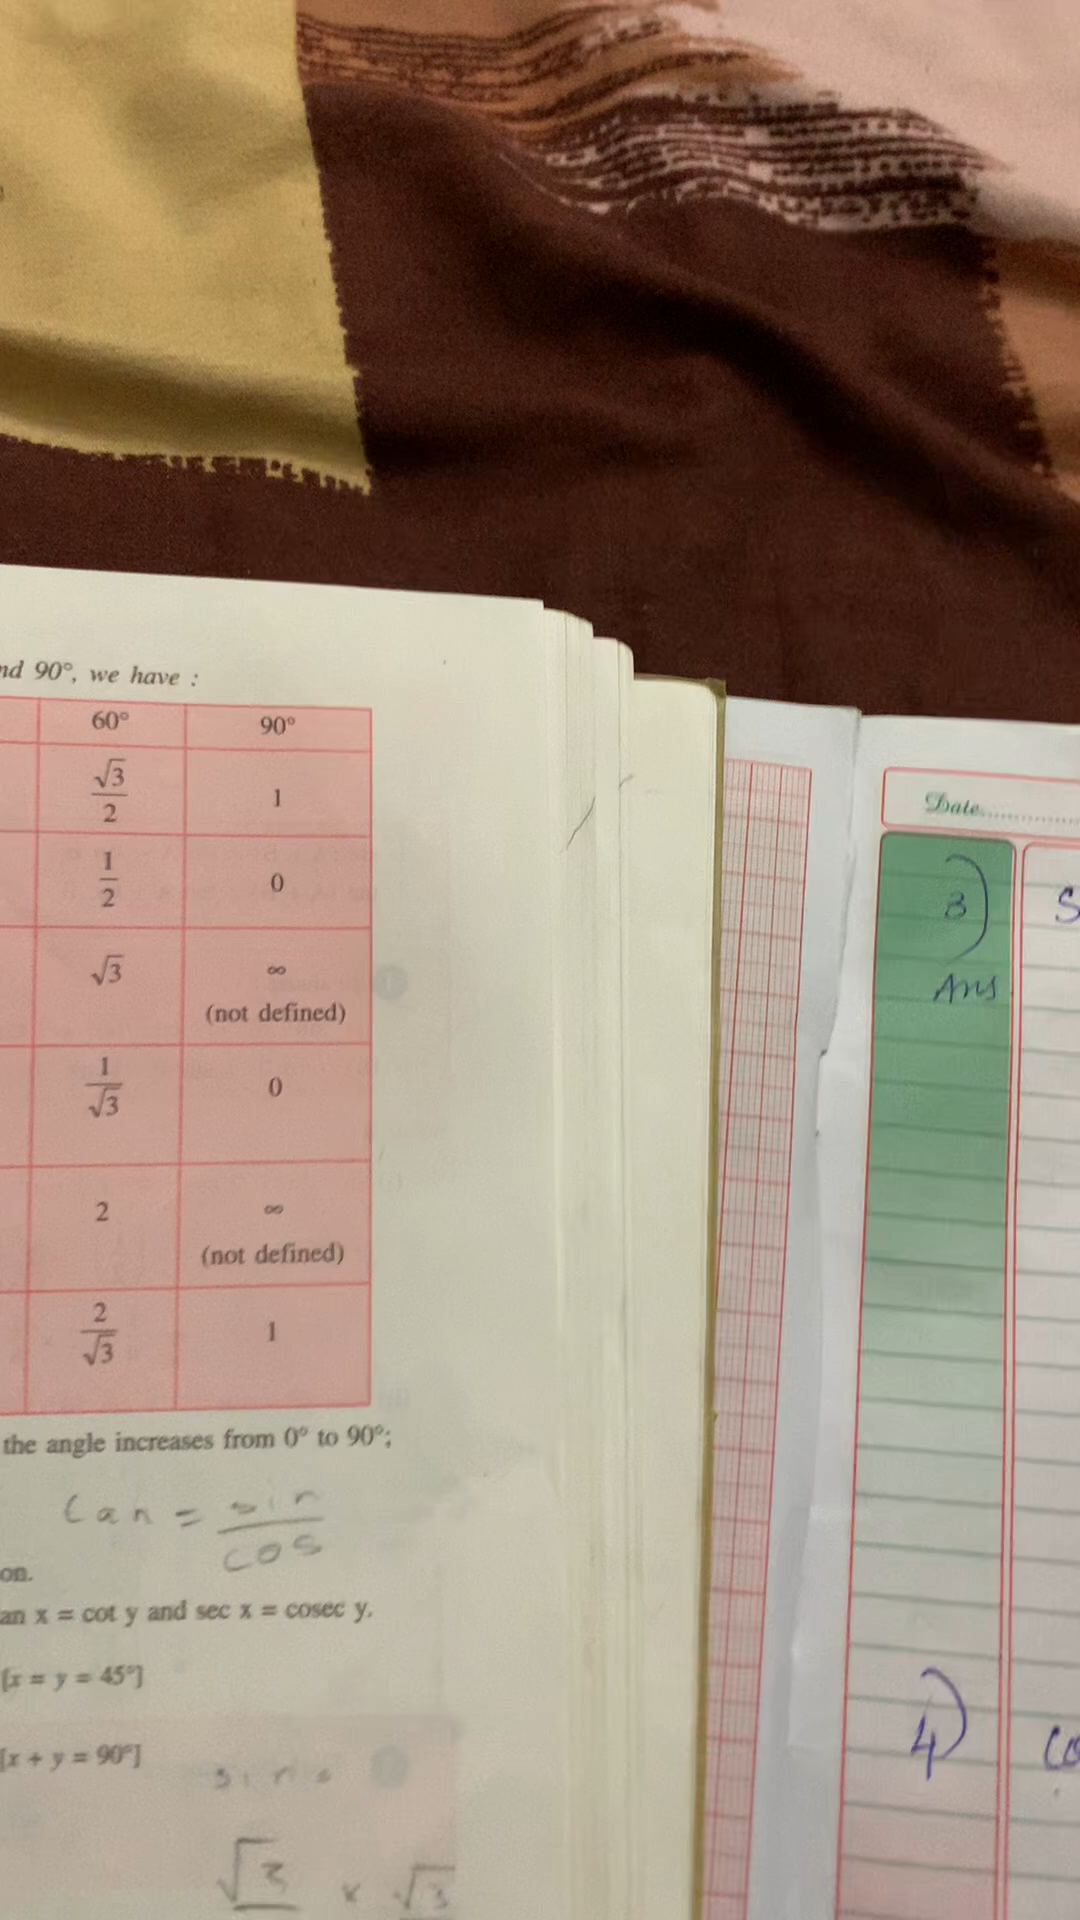 nd 90°, we have :
60° 90°
√3/2 1
1/2 0
√3 ∞
(not defined)
1/√3 0
2 ∞
(not defined)
2/√3 1
the angle increases from 0° to 90°;
tan = sin/cos
on.
an x = cot y and sec x = cosec y.
[x = y = 45°]
[x + y = 90°]
√3 × √3
Date
3) S
Ans
4) co